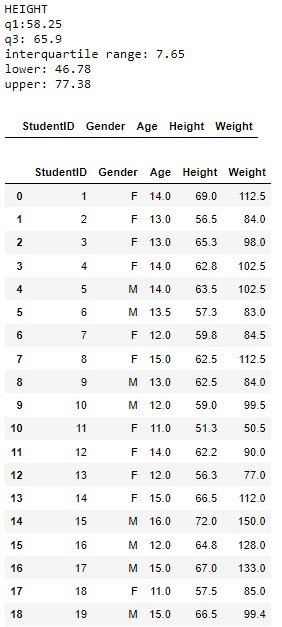 HEIGHT
q1:58.25
q3: 65.9
interquartile range: 7.65
lower: 46.78
upper: 77.38
StudentID Gender Age Height Weight
StudentID Gender Age Height Weight
0 1 F 14.0 69.0 112.5
1 2 F 13.0 56.5 84.0
2 3 F 13.0 65.3 98.0
3 4 F 14.0 62.8 102.5
4 5 M 14.0 63.5 102.5
5 6 M 13.5 57.3 83.0
6 7 F 12.0 59.8 84.5
7 8 F 15.0 62.5 112.5
8 9 M 13.0 62.5 84.0
9 10 M 12.0 59.0 99.5
10 11 F 11.0 51.3 50.5
11 12 F 14.0 62.2 90.0
12 13 F 12.0 56.3 77.0
13 14 F 15.0 66.5 112.0
14 15 M 16.0 72.0 150.0
15 16 M 12.0 64.8 128.0
16 17 M 15.0 67.0 133.0
17 18 F 11.0 57.5 85.0
18 19 M 15.0 66.5 99.4